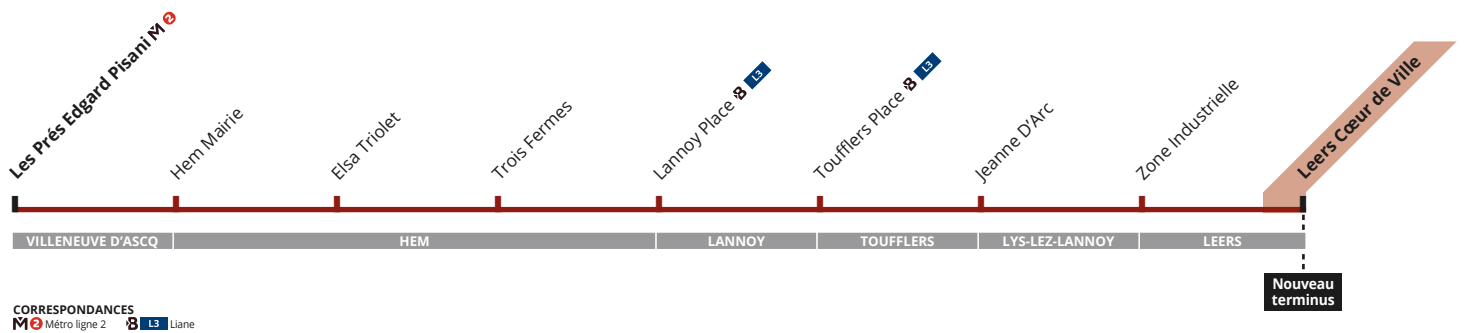 Les Prés Edgard Pisani M 2
Hem Mairie
Elsa Triolet
Trois Fermes
Lannoy Place B L3
Toufflers Place B L3
Jeanne D'Arc
Zone Industrielle
Leers Cœur de Ville
VILLENEUVE D'ASCQ
HEM
LANNOY
TOUFFLERS
LYS-LEZ-LANNOY
LEERS
Nouveau
terminus
CORRESPONDANCES
M 2 Métro ligne 2 B L3 Liane